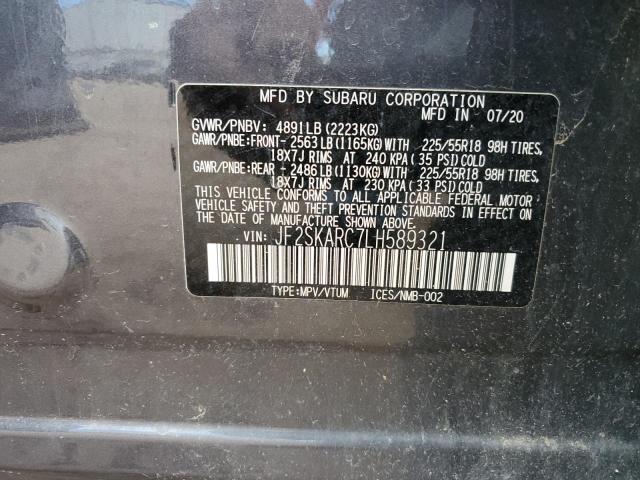 MFD BY SUBARU CORPORATION
MFD IN 07/20
GVWR/PNBV: 4891LB (2223KG)
GAWR/PNBE:FRONT- 2563LB(1165KG)WITH 225/55R18 98H TIRES,
18X7J RIMS AT 240 KPA(35 PSI)COLD
GAWR/PNBE:REAR - 2486LB(1130KG)WITH 225/55R18 98H TIRES,
18X7J RIMS AT 230 KPA(33 PSI)COLD
THIS VEHICLE CONFORMS TO ALL APPLICABLE FEDERAL MOTOR
VEHICLE SAFETY AND THEFT PREVENTION STANDARDS IN EFFECT ON
THE DATE OF MANUFACTURE SHOWN ABOVE.
VIN: JF2SKARC7LH589321
TYPE:MPV/VTUM ICES/NMB-002